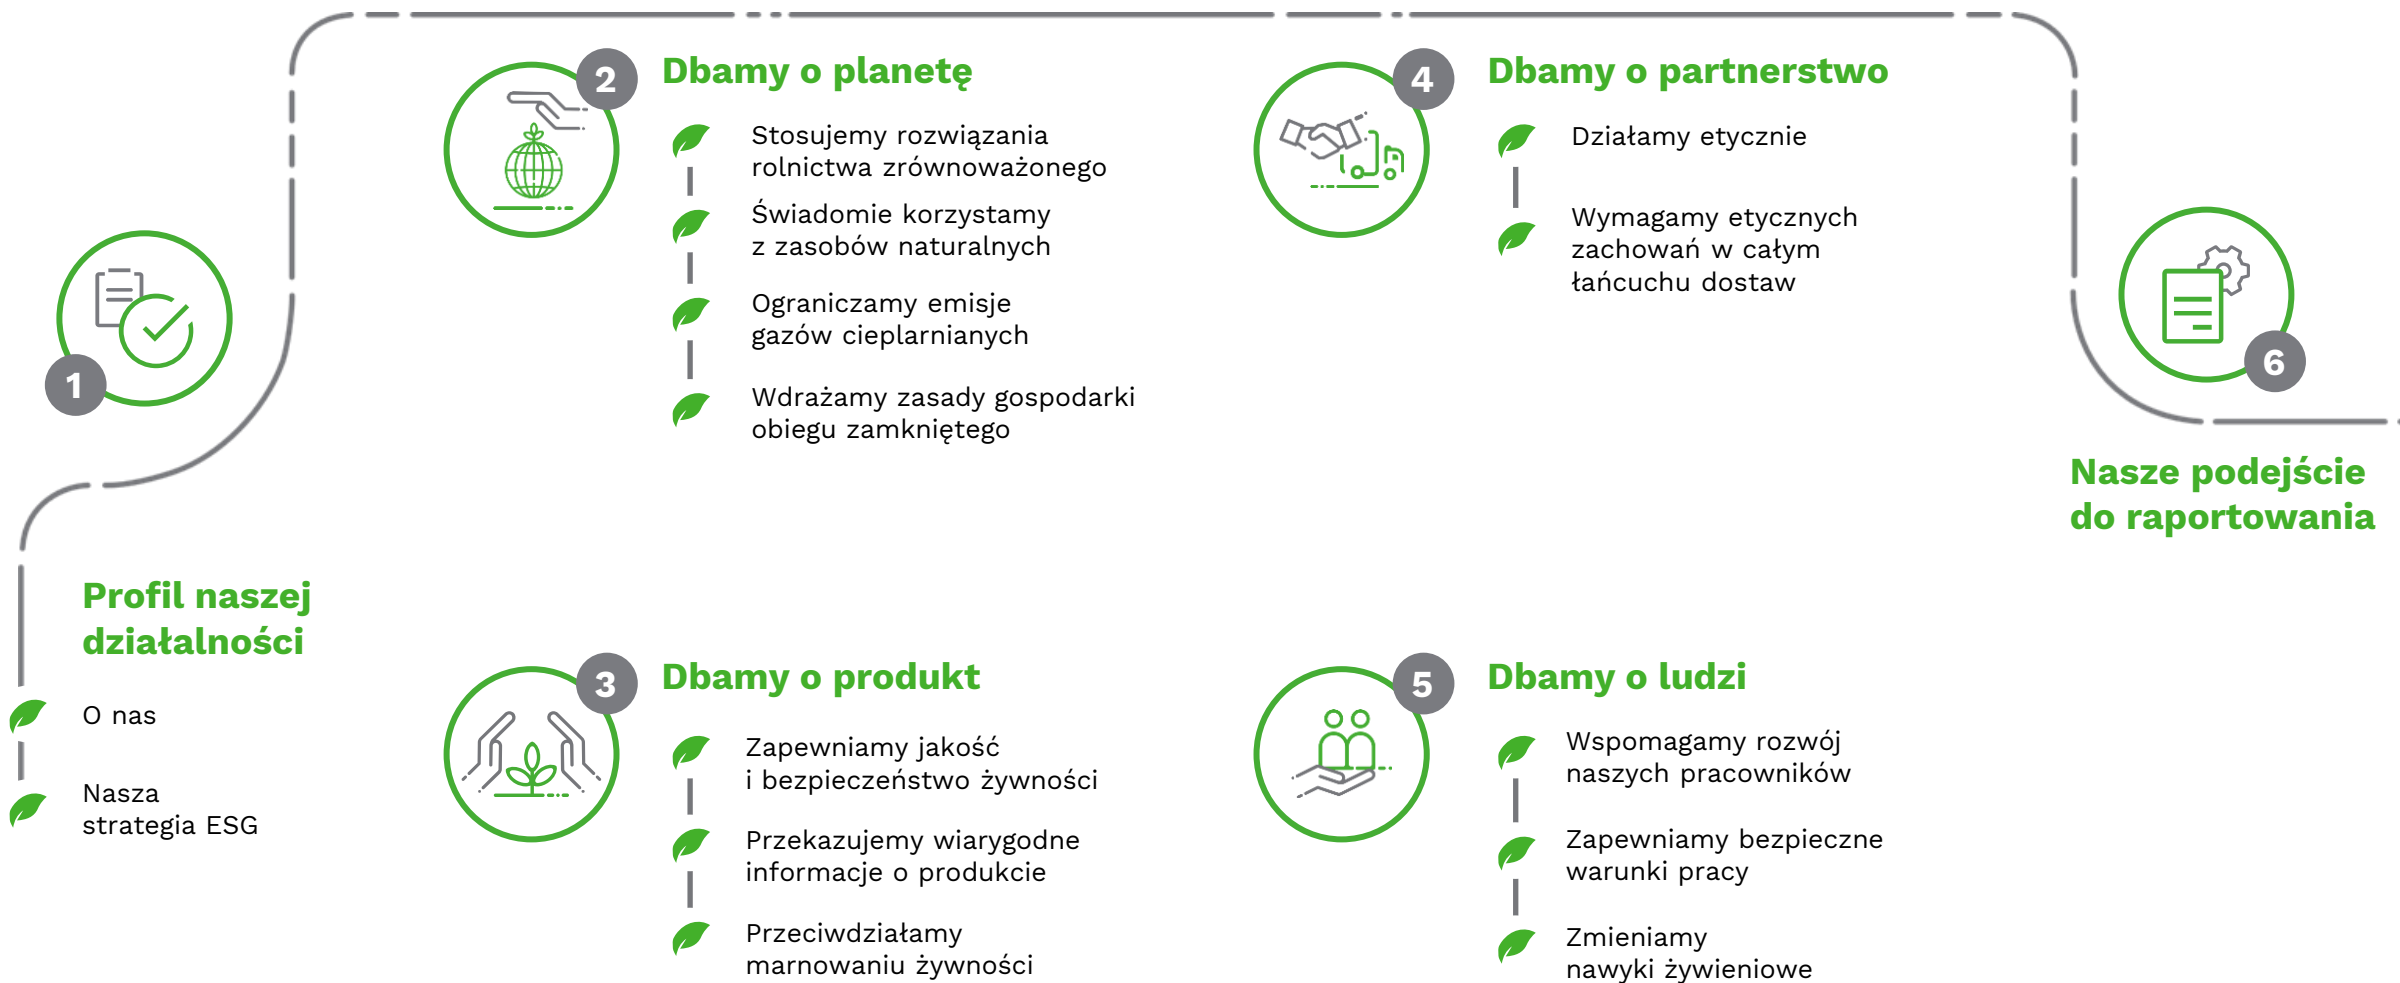 1
Profil naszej
działalności
O nas
Nasza
strategia ESG
2
Dbamy o planetę
Stosujemy rozwiązania
rolnictwa zrównoważonego
Świadomie korzystamy
z zasobów naturalnych
Ograniczamy emisje
gazów cieplarnianych
Wdrażamy zasady gospodarki
obiegu zamkniętego
3
Dbamy o produkt
Zapewniamy jakość
i bezpieczeństwo żywności
Przekazujemy wiarygodne
informacje o produkcie
Przeciwdziałamy
marnowaniu żywności
4
Dbamy o partnerstwo
Działamy etycznie
Wymagamy etycznych
zachowań w całym
łańcuchu dostaw
5
Dbamy o ludzi
Wspomagamy rozwój
naszych pracowników
Zapewniamy bezpieczne
warunki pracy
Zmieniamy
nawyki żywieniowe
6
Nasze podejście
do raportowania